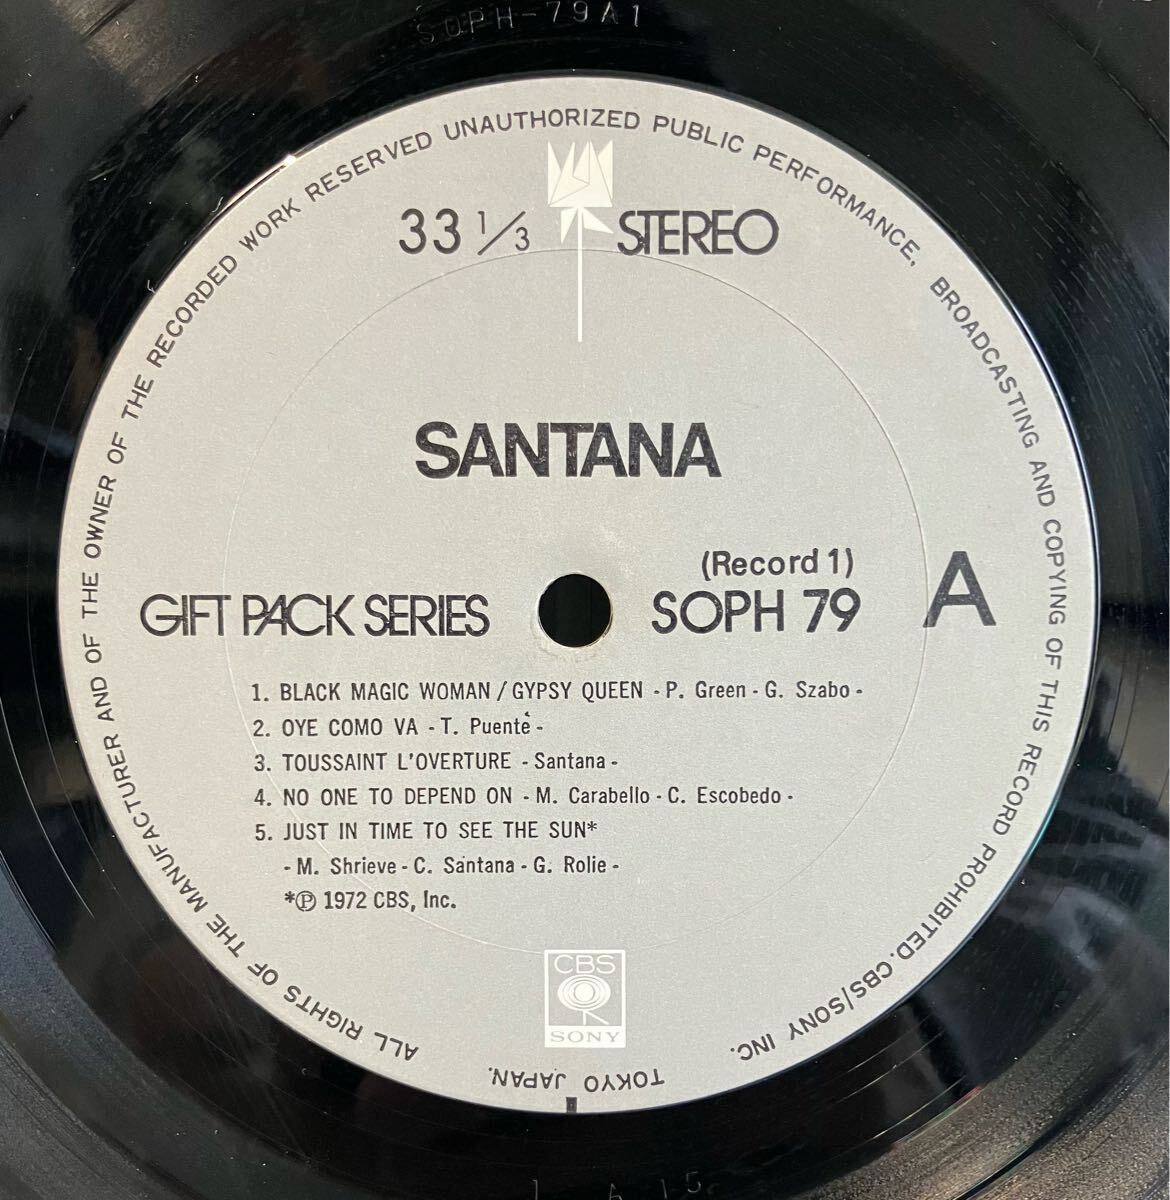 SOPH-79A1
33 1/3 STEREO
SANTANA
GIFT PACK SERIES
(Record 1)
SOPH 79
A
1. BLACK MAGIC WOMAN / GYPSY QUEEN - P. Green - G. Szabo -
2. OYE COMO VA - T. Puente -
3. TOUSSAINT L'OVERTURE - Santana -
4. NO ONE TO DEPEND ON - M. Carabello - C. Escobedo -
5. JUST IN TIME TO SEE THE SUN*
- M. Shrieve - C. Santana - G. Rolie -
*Ⓟ 1972 CBS, Inc.
CBS
SONY
ALL RIGHTS OF THE MANUFACTURER AND OF THE OWNER OF THE RECORDED WORK RESERVED UNAUTHORIZED PUBLIC PERFORMANCE, BROADCASTING AND COPYING OF THIS RECORD PROHIBITED. CBS/SONY INC.
TOKYO JAPAN.
1 A 15